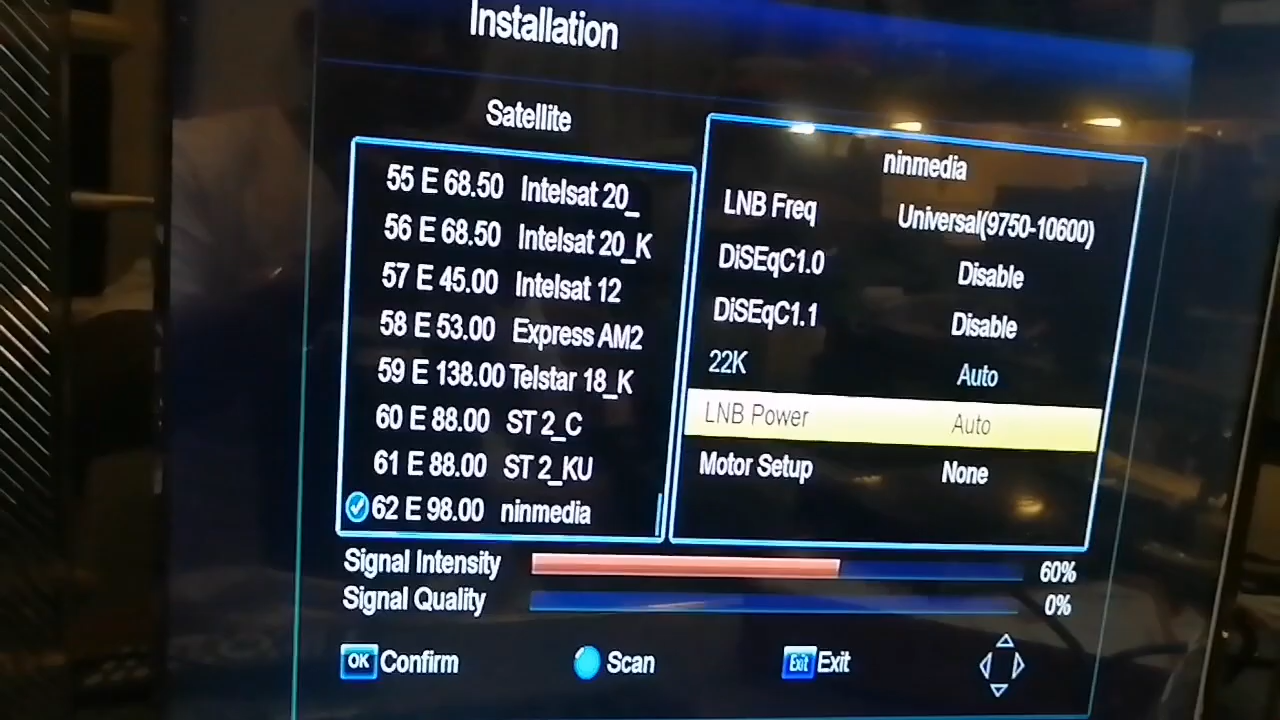 Installation
Satellite
55 E 68.50 Intelsat 20_
56 E 68.50 Intelsat 20_K
57 E 45.00 Intelsat 12
58 E 53.00 Express AM2
59 E 138.00 Telstar 18_K
60 E 88.00 ST 2_C
61 E 88.00 ST 2_KU
62 E 98.00 ninmedia
ninmedia
LNB Freq Universal(9750-10600)
DiSEqC1.0 Disable
DiSEqC1.1 Disable
22K Auto
LNB Power Auto
Motor Setup None
Signal Intensity 60%
Signal Quality 0%
OK Confirm Scan Exit Exit